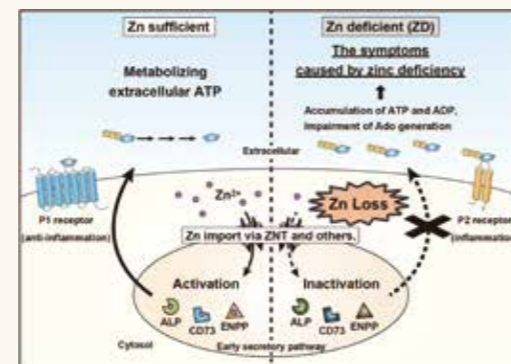 Zn sufficient
Zn deficient (ZD)
Metabolizing
extracellular ATP
The symptoms
caused by zinc deficiency
Accumulation of ATP and ADP,
impairment of Ado generation
Extracellular
P1 receptor
(anti-inflammation)
Zn²⁺
Zn Loss
P2 receptor
(inflammation)
Zn import via ZNT and others.
Activation
Inactivation
ALP
CD73
ENPP
ALP
CD73
ENPP
Cytosol
Early secretory pathway